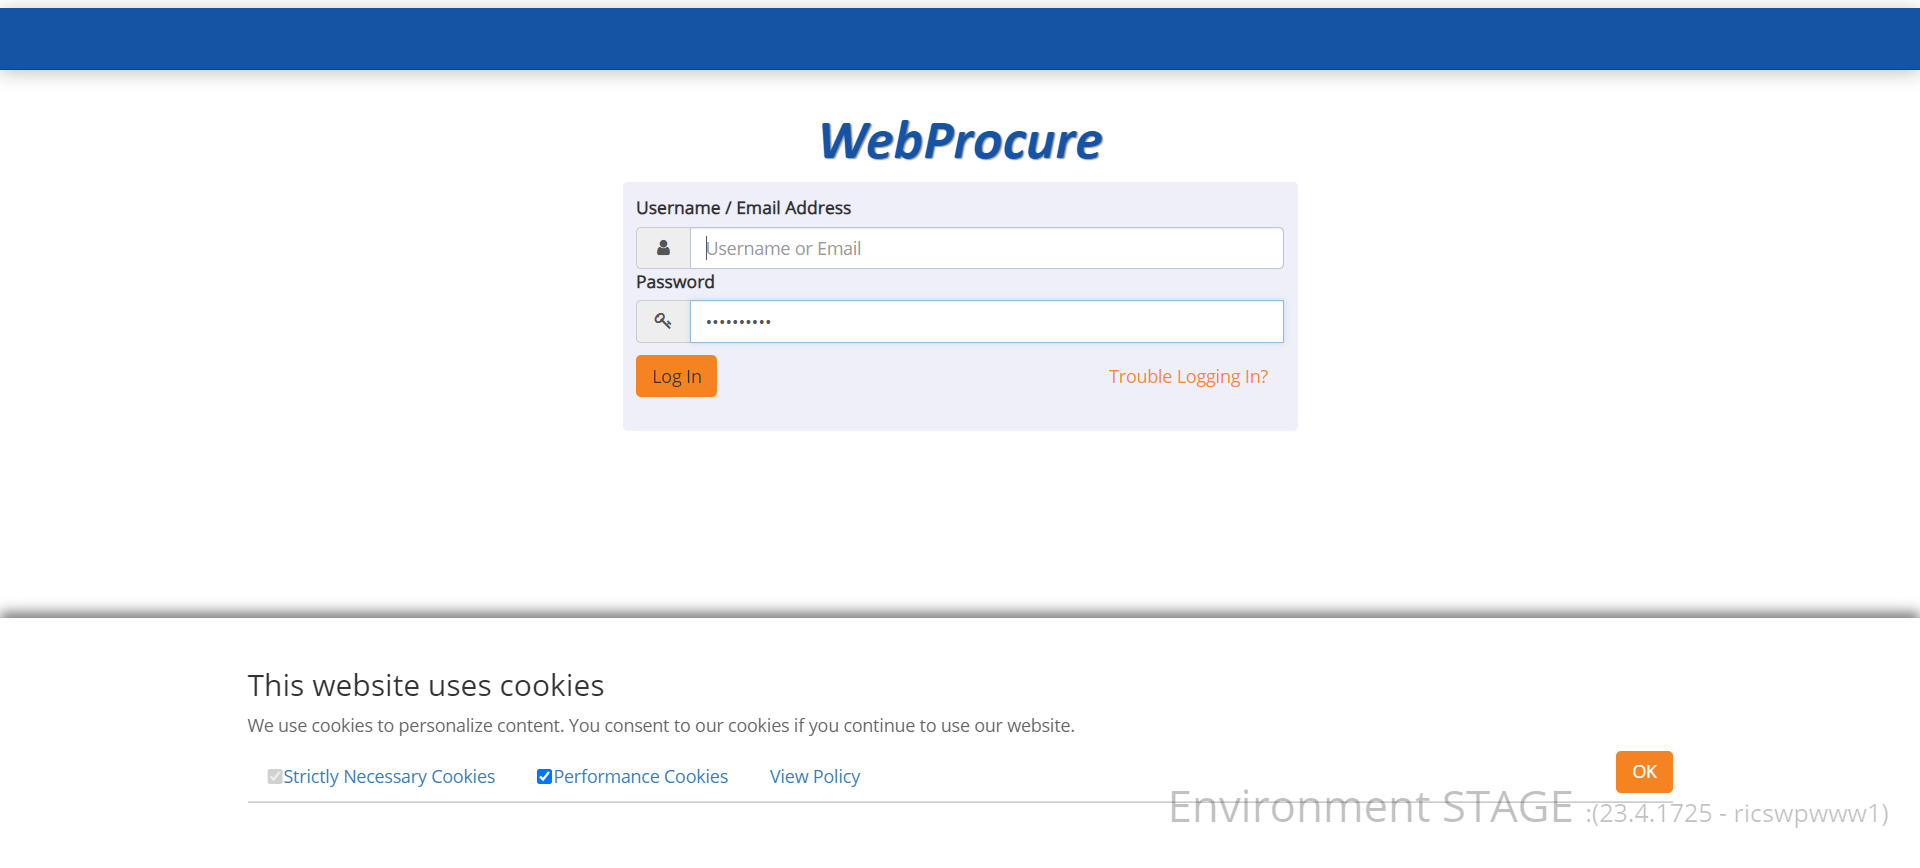 WebProcure
Username / Email Address
Username or Email
Password
••••••••••
Log In
Trouble Logging In?
This website uses cookies
We use cookies to personalize content. You consent to our cookies if you continue to use our website.
Strictly Necessary Cookies
Performance Cookies
View Policy
OK
Environment STAGE :(23.4.1725 - ricswpwww1)